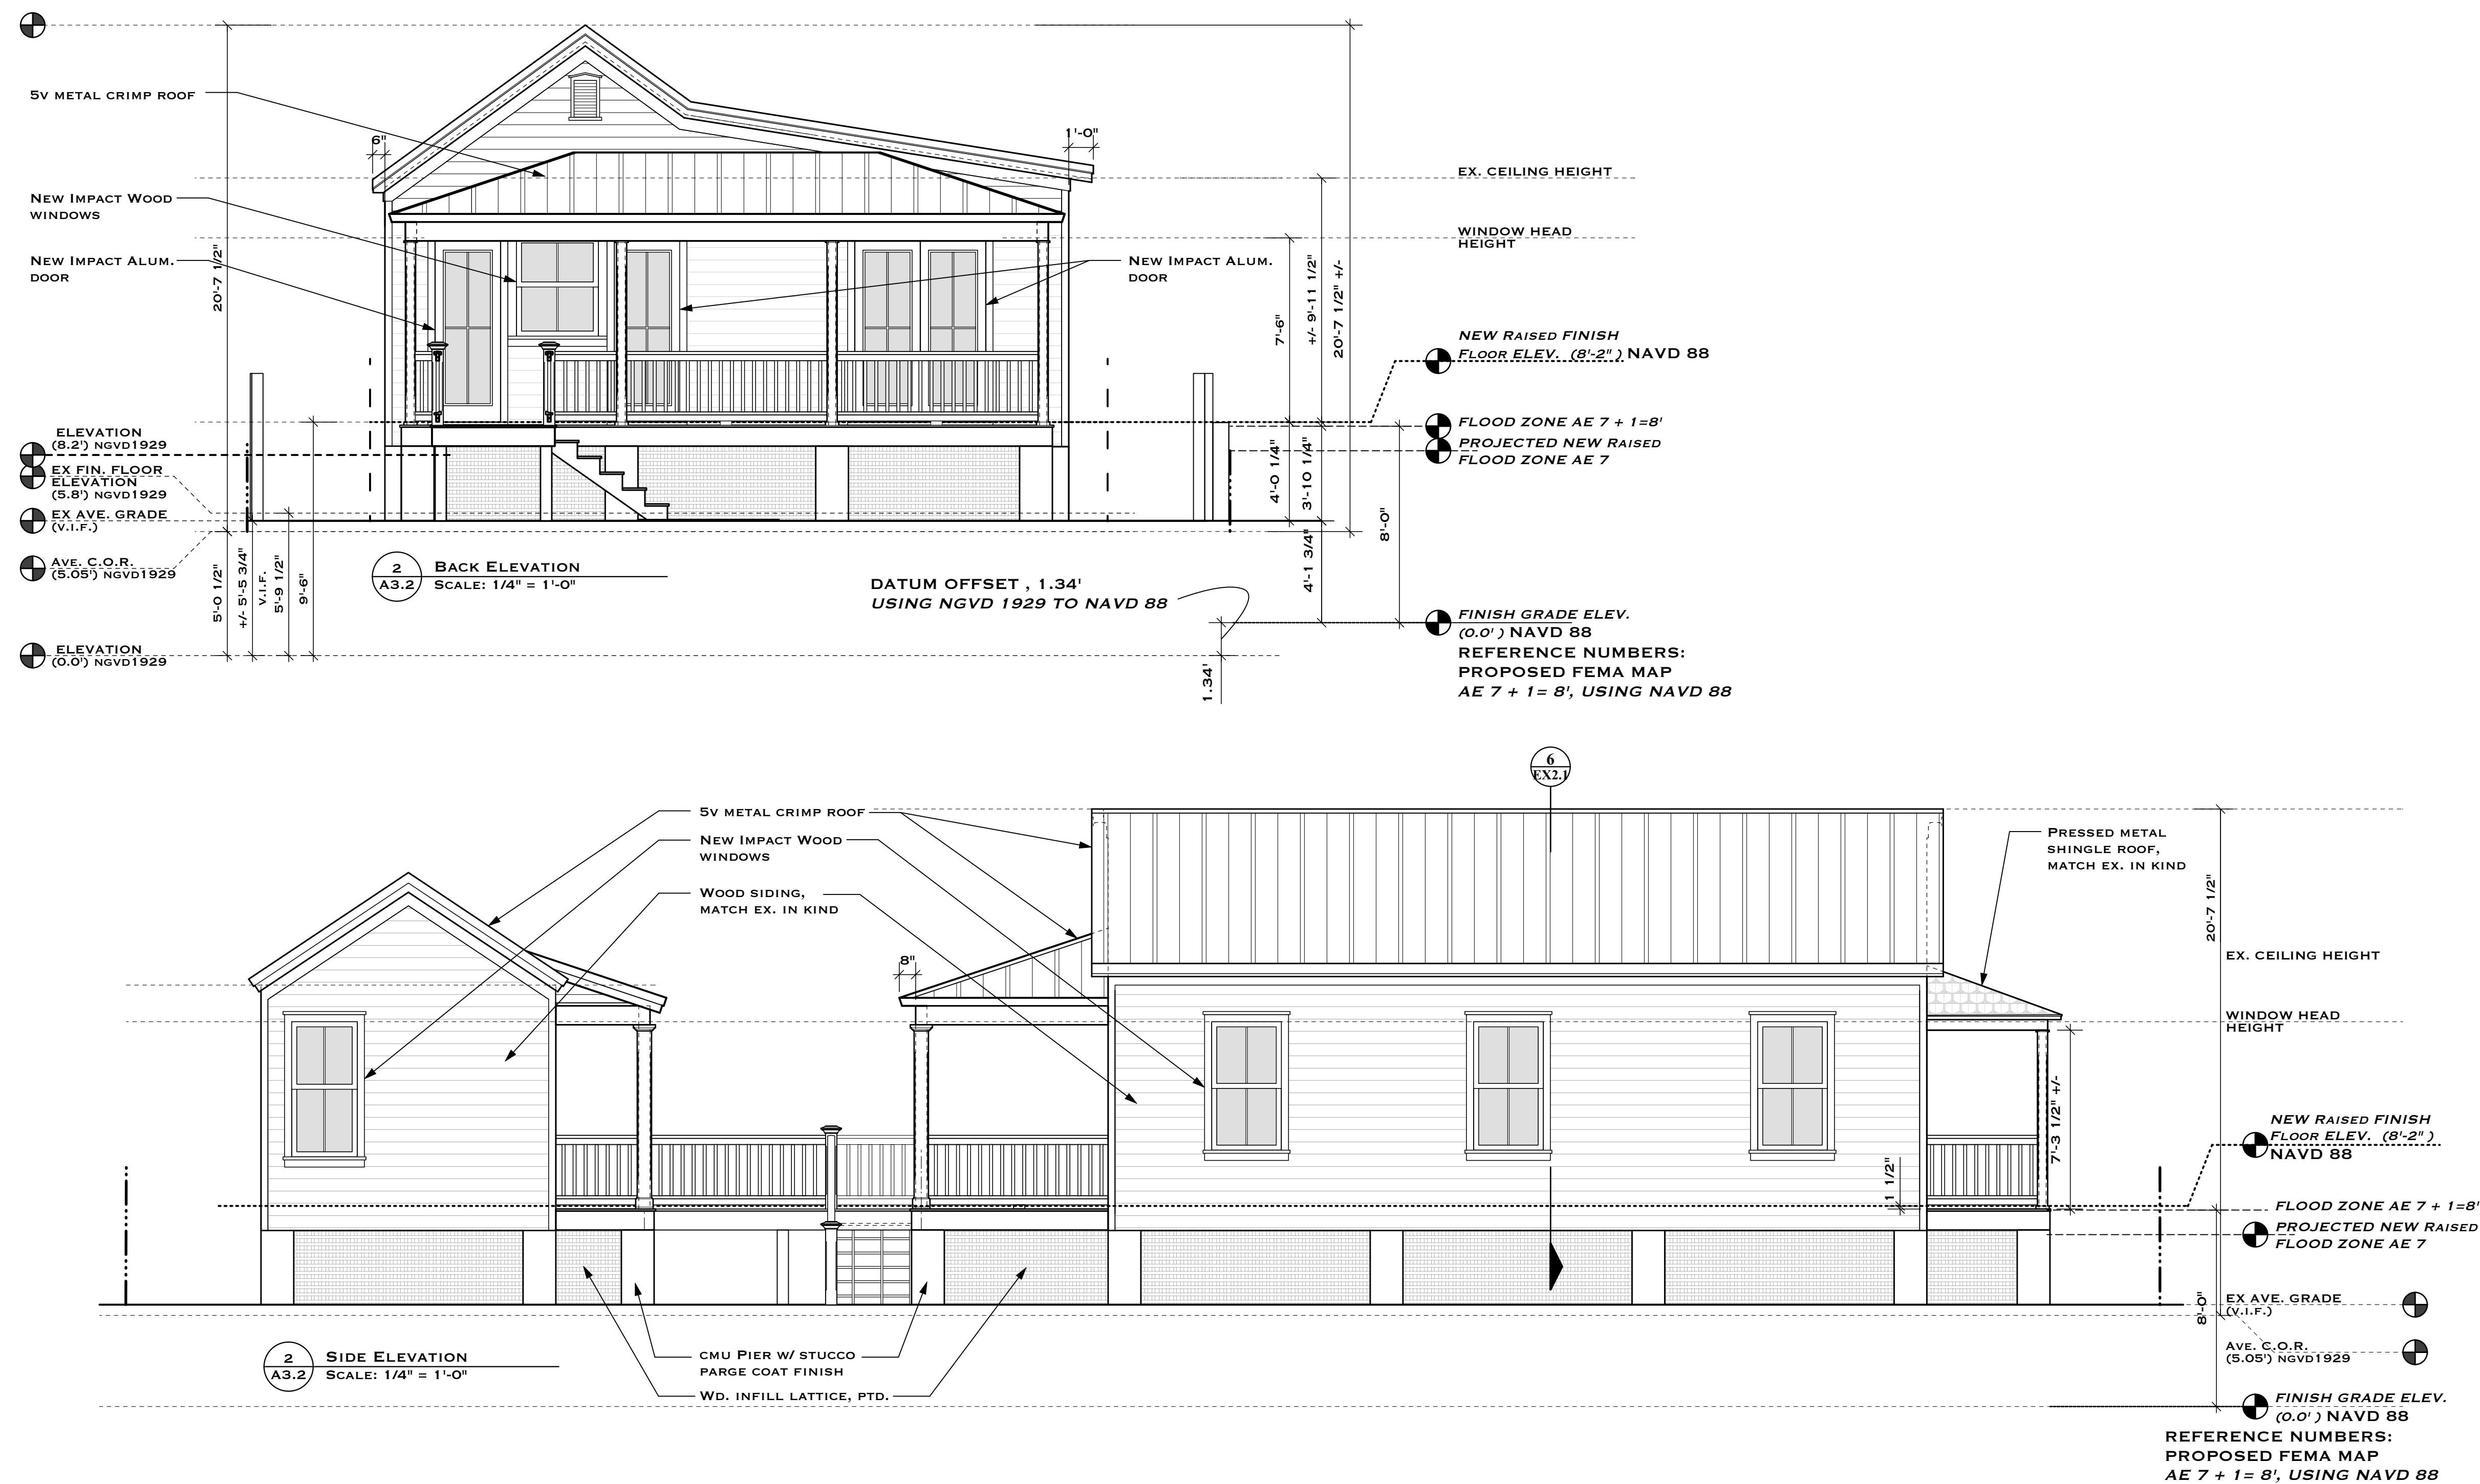 5V METAL CRIMP ROOF
6"
1'-0"
EX. CEILING HEIGHT
NEW IMPACT WOOD
WINDOWS
WINDOW HEAD
HEIGHT
NEW IMPACT ALUM.
DOOR
20'-7 1/2"
NEW IMPACT ALUM.
DOOR
7'-6"
+/- 9'-11 1/2"
20'-7 1/2" +/-
NEW RAISED FINISH
FLOOR ELEV. (8'-2" ) NAVD 88
FLOOD ZONE AE 7 + 1=8'
PROJECTED NEW RAISED
FLOOD ZONE AE 7
ELEVATION
(8.2') NGVD1929
EX FIN. FLOOR
ELEVATION
(5.8') NGVD1929
EX AVE. GRADE
(V.I.F.)
AVE. C.O.R.
(5.05') NGVD1929
5'-0 1/2"
+/- 5'-5 3/4"
V.I.F.
5'-9 1/2"
9'-6"
4'-0 1/4"
3'-10 1/4"
4'-1 3/4"
8'-0"
2
A3.2
BACK ELEVATION
SCALE: 1/4" = 1'-0"
DATUM OFFSET , 1.34'
USING NGVD 1929 TO NAVD 88
ELEVATION
(0.0') NGVD1929
1.34'
FINISH GRADE ELEV.
(0.0' ) NAVD 88
REFERENCE NUMBERS:
PROPOSED FEMA MAP
AE 7 + 1= 8', USING NAVD 88
6
EX2.1
5V METAL CRIMP ROOF
NEW IMPACT WOOD
WINDOWS
WOOD SIDING,
MATCH EX. IN KIND
8"
PRESSED METAL
SHINGLE ROOF,
MATCH EX. IN KIND
20'-7 1/2"
EX. CEILING HEIGHT
WINDOW HEAD
HEIGHT
7'-3 1/2" +/-
1 1/2"
NEW RAISED FINISH
FLOOR ELEV. (8'-2" )
NAVD 88
FLOOD ZONE AE 7 + 1=8'
PROJECTED NEW RAISED
FLOOD ZONE AE 7
8'-0"
EX AVE. GRADE
(V.I.F.)
AVE. C.O.R.
(5.05') NGVD1929
2
A3.2
SIDE ELEVATION
SCALE: 1/4" = 1'-0"
CMU PIER W/ STUCCO
PARGE COAT FINISH
WD. INFILL LATTICE, PTD.
FINISH GRADE ELEV.
(0.0' ) NAVD 88
REFERENCE NUMBERS:
PROPOSED FEMA MAP
AE 7 + 1= 8', USING NAVD 88